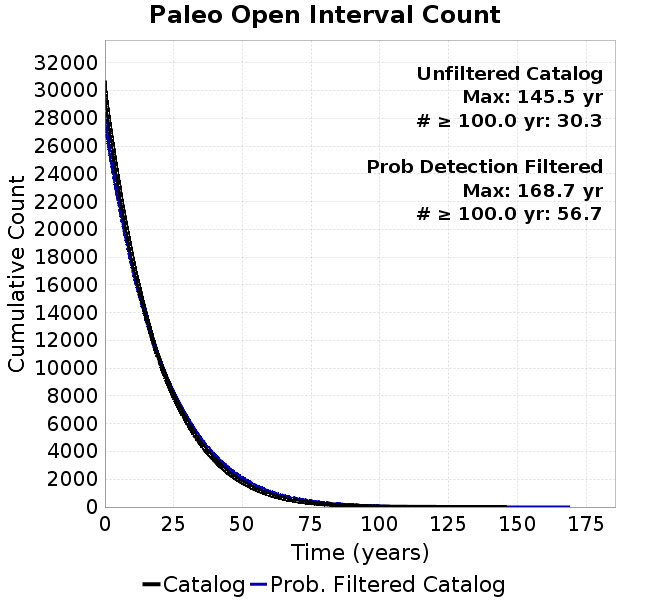 Paleo Open Interval Count
Unfiltered Catalog
Max: 145.5 yr
# ≥ 100.0 yr: 30.3
Prob Detection Filtered
Max: 168.7 yr
# ≥ 100.0 yr: 56.7
Cumulative Count
32000
30000
28000
26000
24000
22000
20000
18000
16000
14000
12000
10000
8000
6000
4000
2000
0
0 25 50 75 100 125 150 175
Time (years)
Catalog Prob. Filtered Catalog